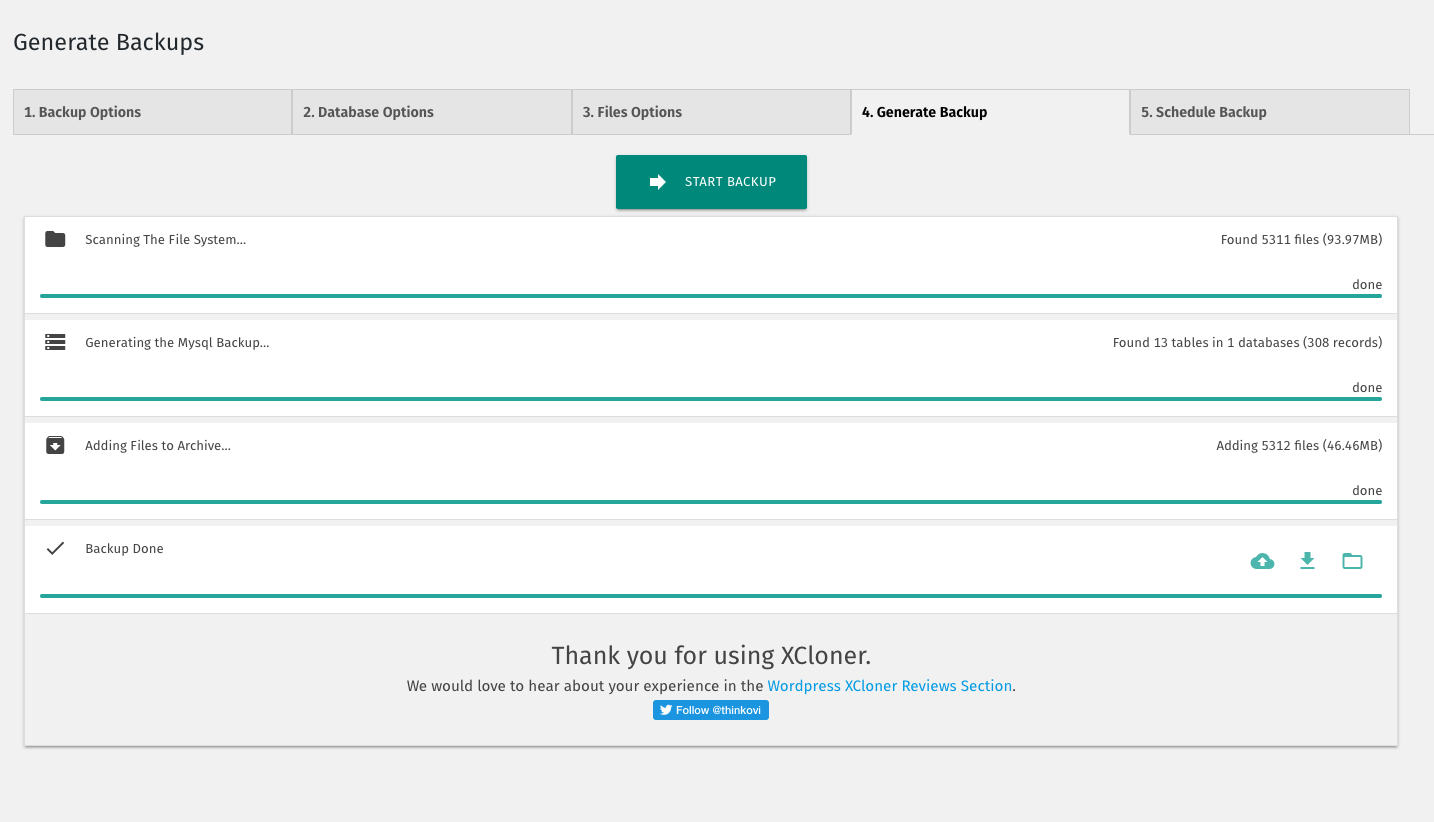 Generate Backups
1. Backup Options
2. Database Options
3. Files Options
4. Generate Backup
5. Schedule Backup
START BACKUP
Scanning The File System...
Found 5311 files (93.97MB)
done
Generating the Mysql Backup...
Found 13 tables in 1 databases (308 records)
done
Adding Files to Archive...
Adding 5312 files (46.46MB)
done
Backup Done
Thank you for using XCloner.
We would love to hear about your experience in the Wordpress XCloner Reviews Section.
Follow @thinkovi